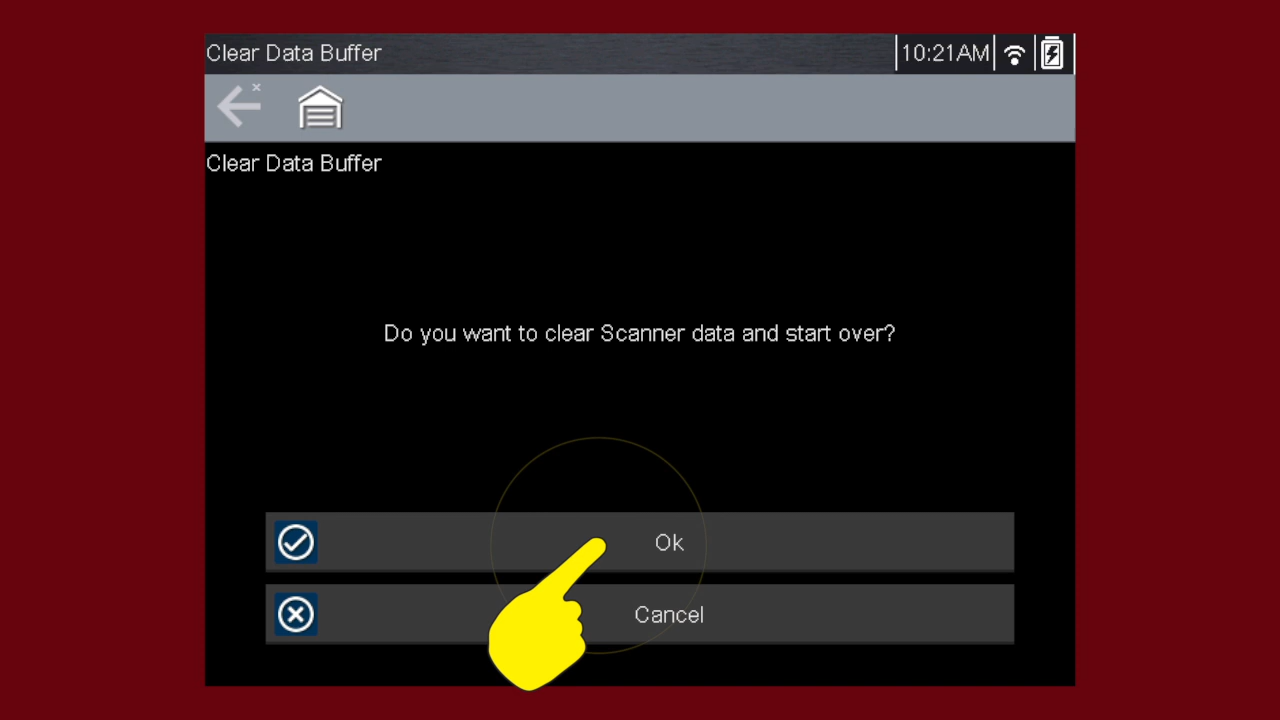 Clear Data Buffer
10:21AM
Clear Data Buffer
Do you want to clear Scanner data and start over?
Ok
Cancel